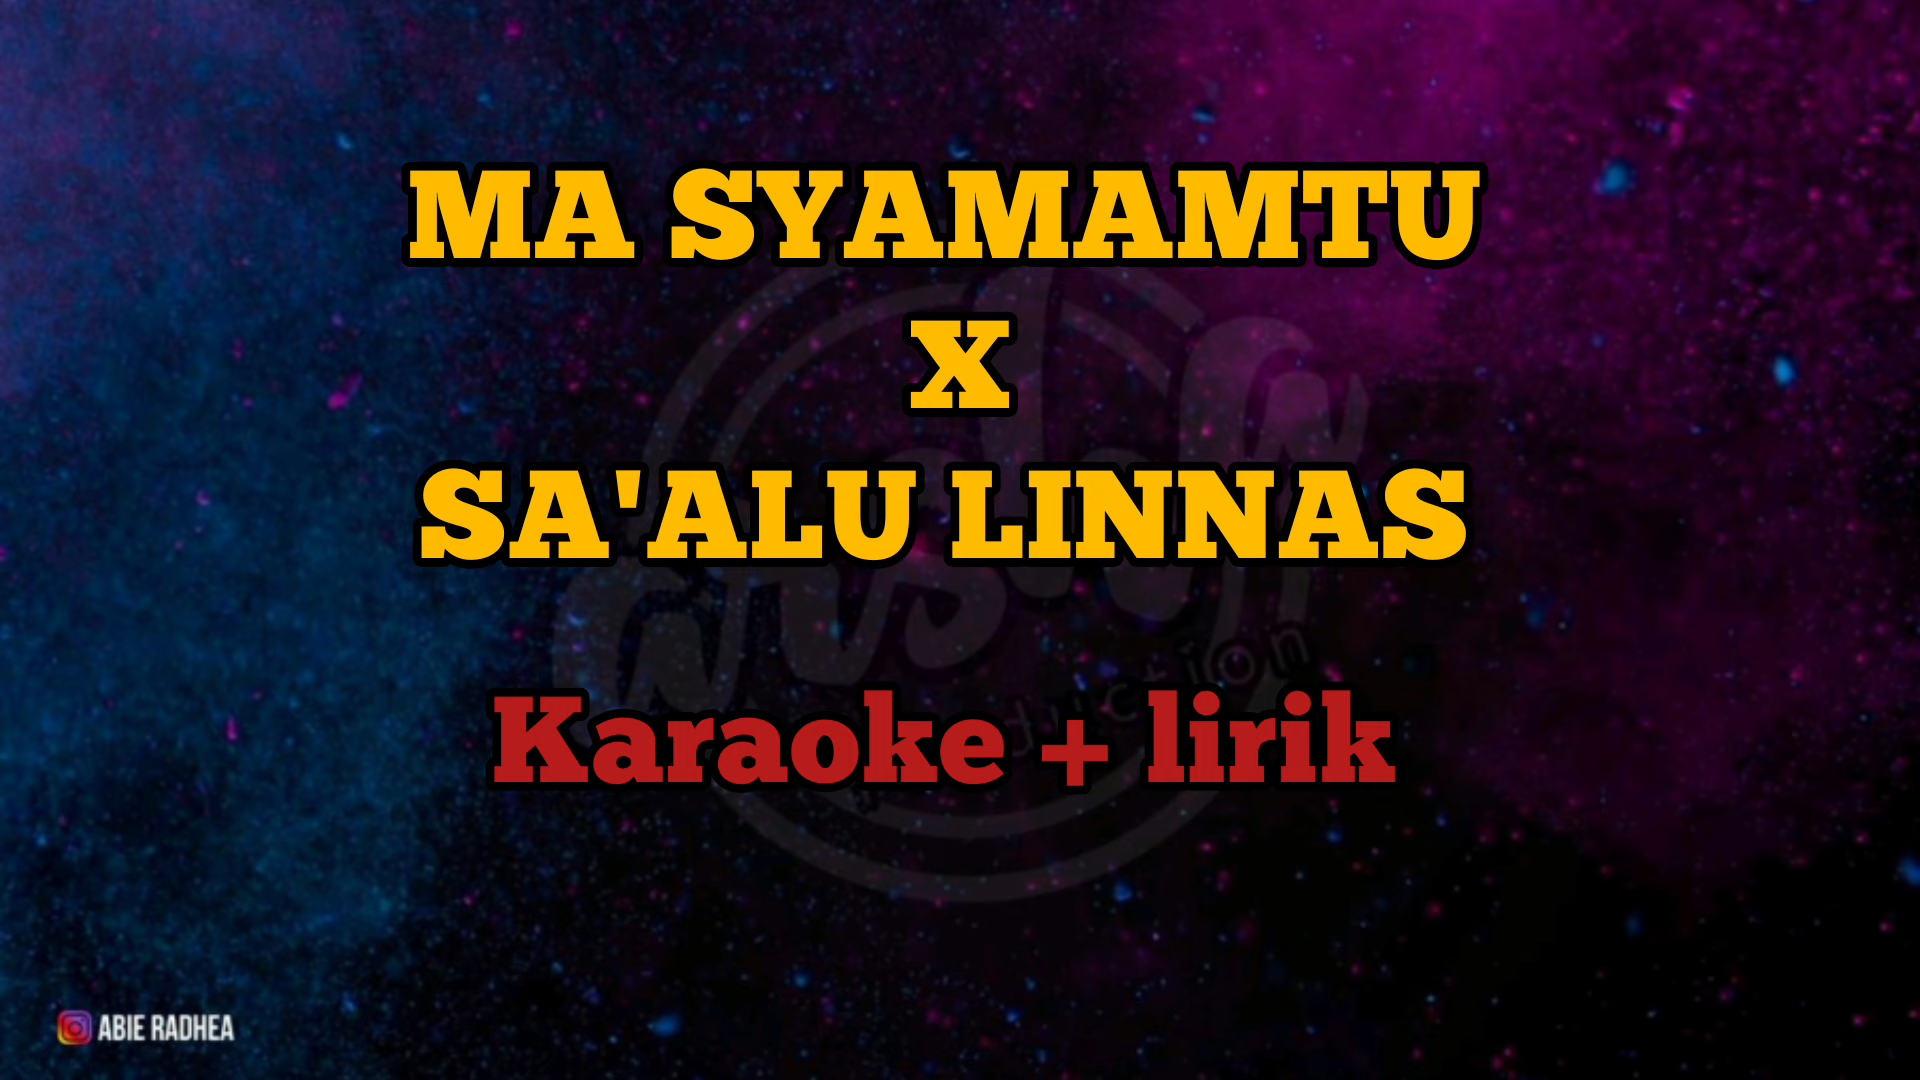 MA SYAMAMTU
X
SA'ALU LINNAS
Karaoke + lirik
ABIE RADHEA